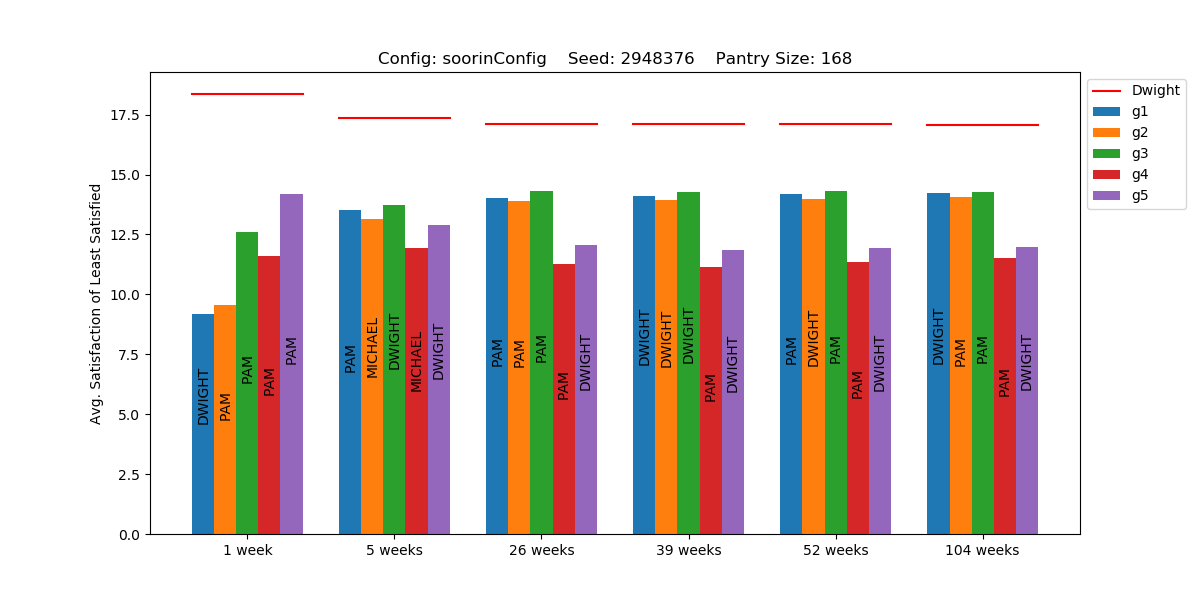 Config: soorinConfig    Seed: 2948376    Pantry Size: 168
Avg. Satisfaction of Least Satisfied
17.5
15.0
12.5
10.0
7.5
5.0
2.5
0.0
DWIGHT
PAM
PAM
PAM
PAM
PAM
MICHAEL
DWIGHT
MICHAEL
DWIGHT
PAM
PAM
PAM
PAM
DWIGHT
DWIGHT
DWIGHT
DWIGHT
PAM
DWIGHT
PAM
DWIGHT
PAM
PAM
DWIGHT
DWIGHT
PAM
PAM
PAM
DWIGHT
1 week
5 weeks
26 weeks
39 weeks
52 weeks
104 weeks
Dwight
g1
g2
g3
g4
g5